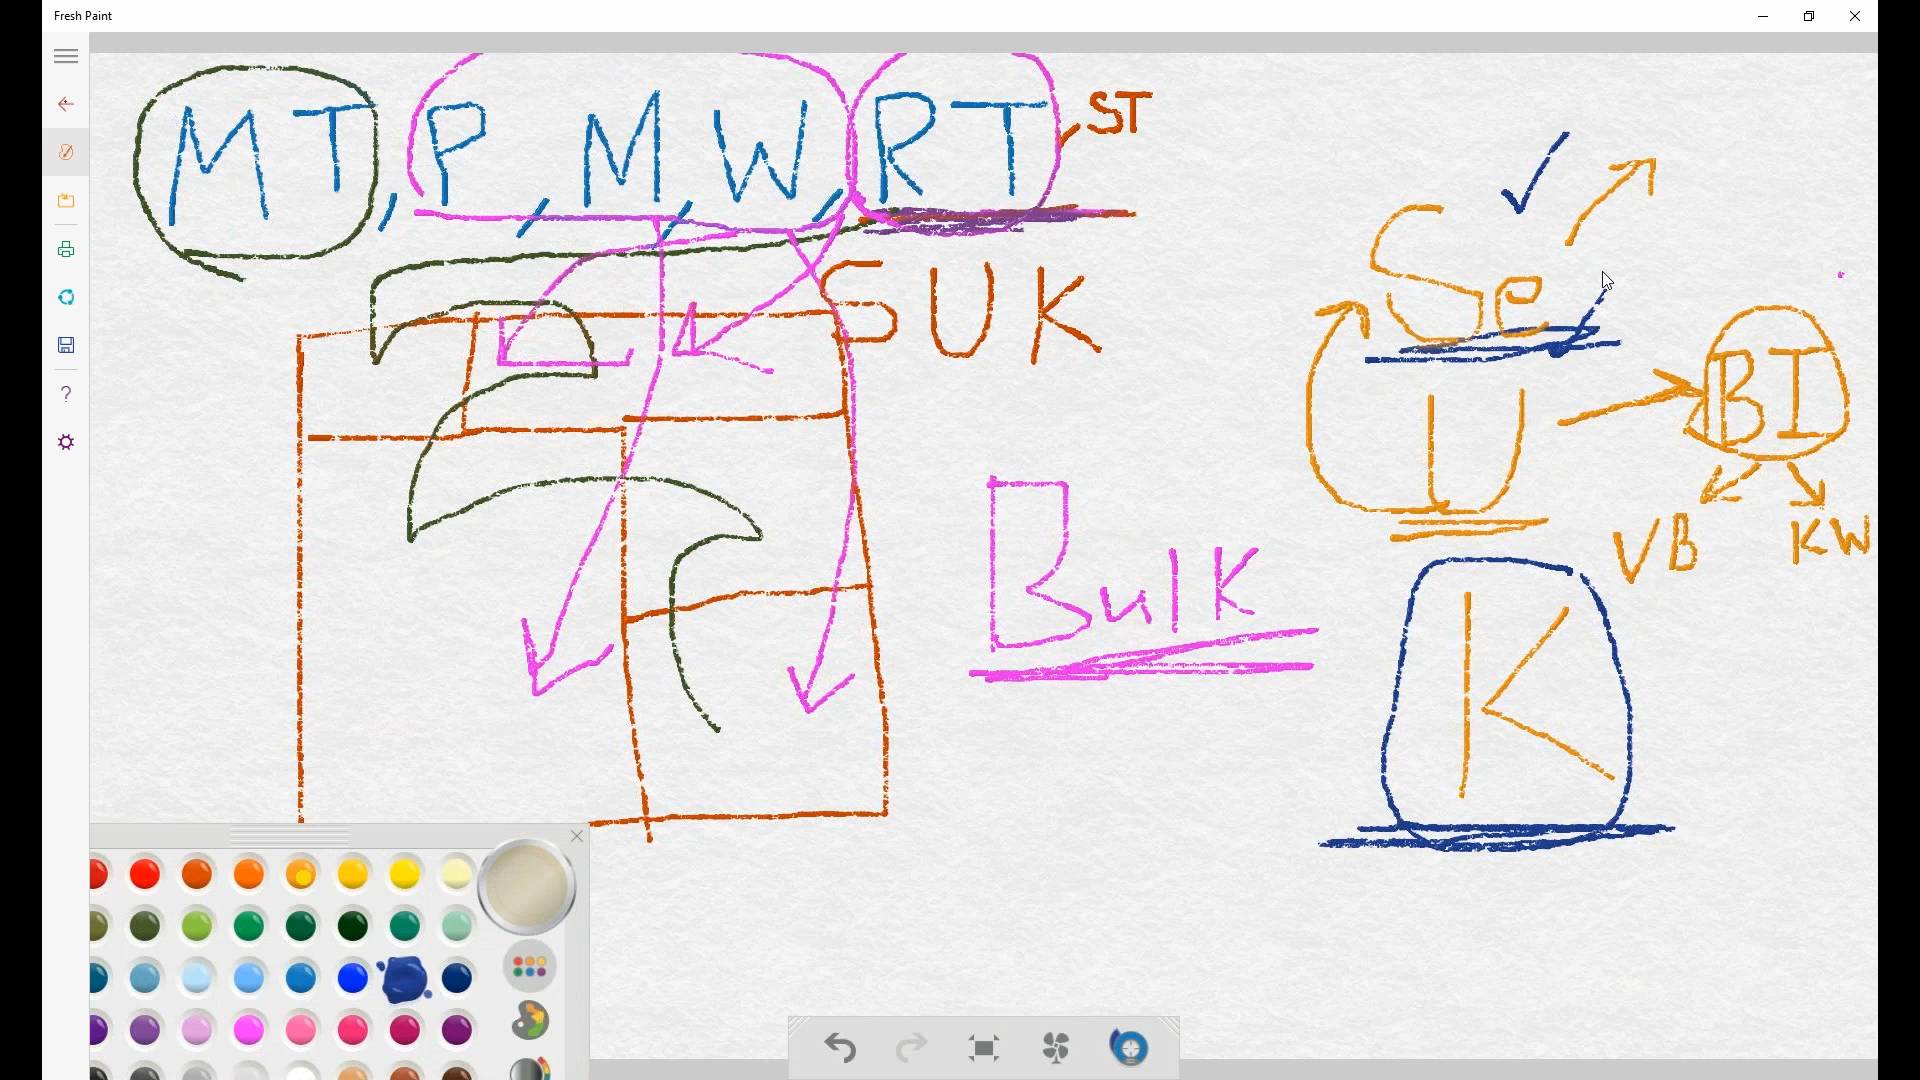 Fresh Paint
MT, P, M, W, RT, ST
SUK
Se
U
BI
VB KW
Bulk
K
?